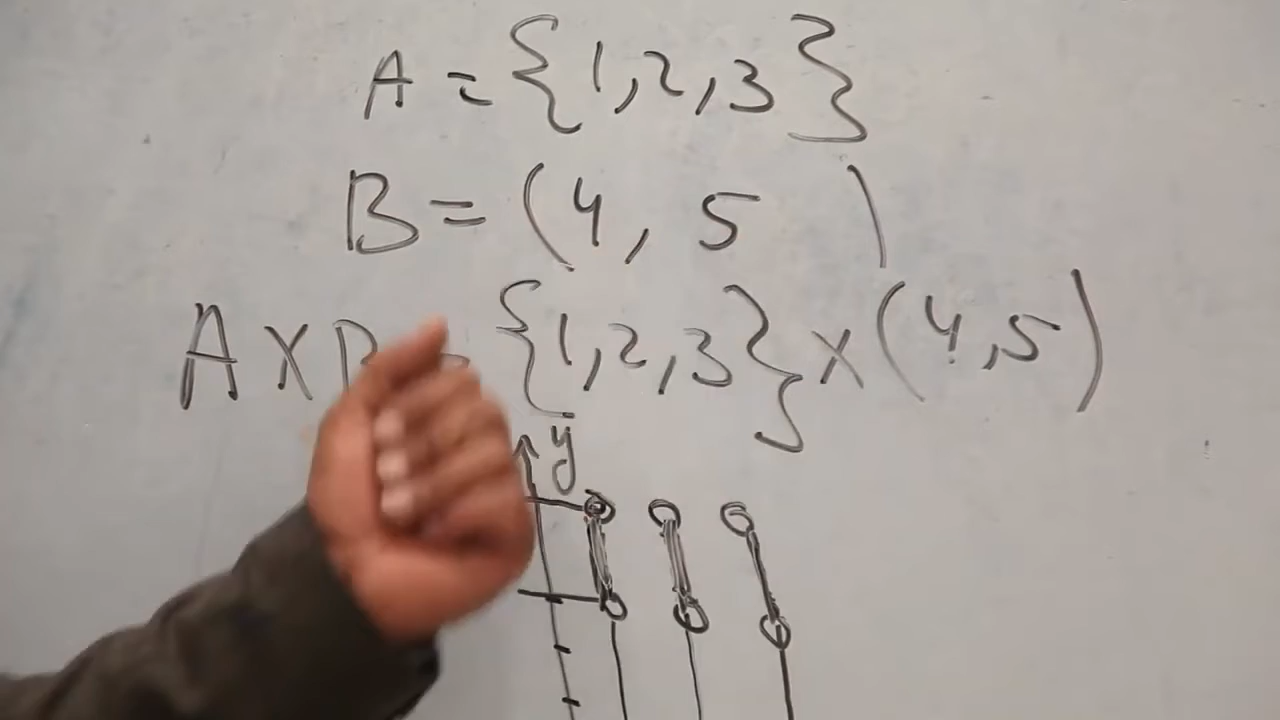 A = {1,2,3}
B = (4, 5 )
A X B = {1,2,3} X (4,5)
y